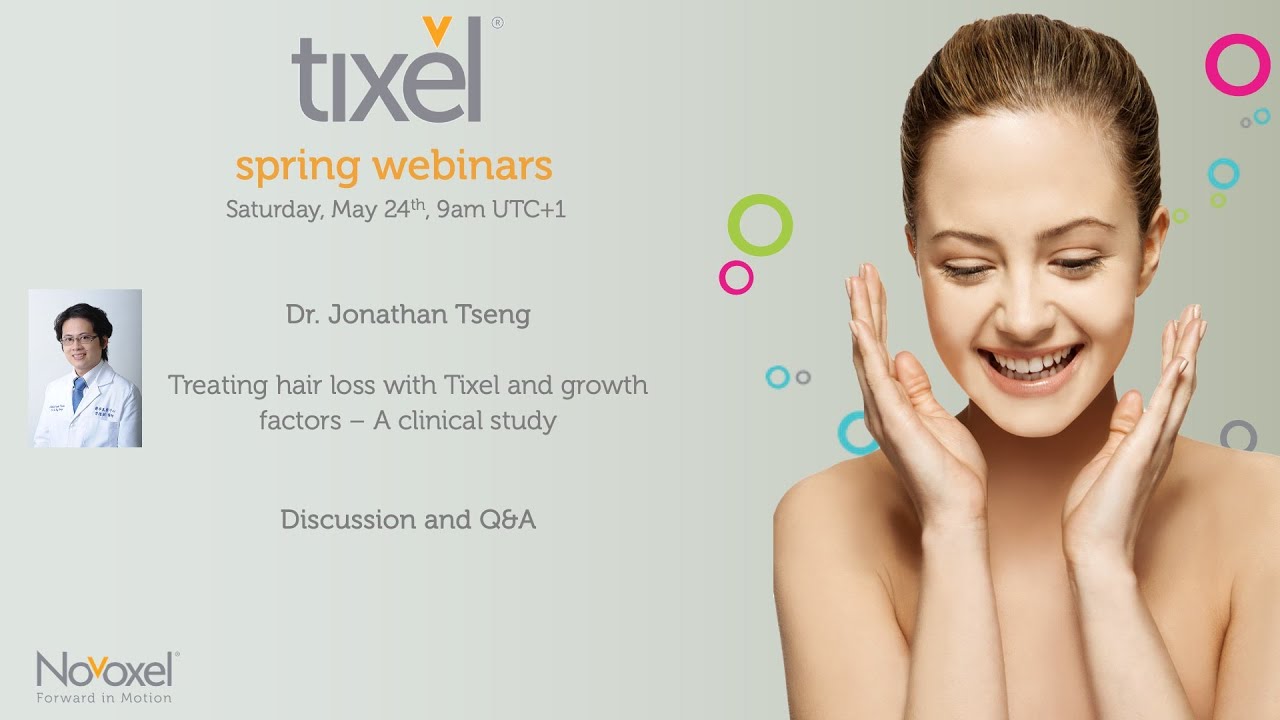 tixel®
spring webinars
Saturday, May 24th, 9am UTC+1
Dr. Jonathan Tseng
Treating hair loss with Tixel and growth
factors – A clinical study
Discussion and Q&A
Novoxel®
Forward in Motion